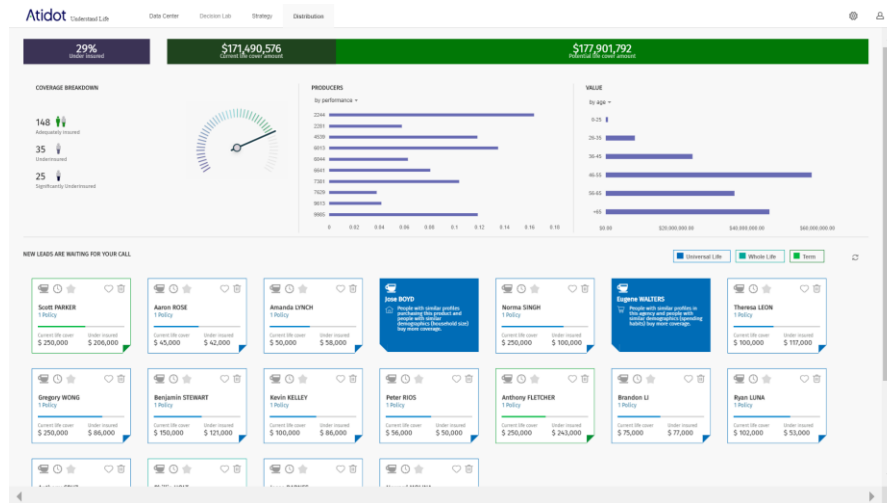 Atidot Understand Life
Data Center Decision Lab Strategy Distribution
29%
Under insured
$171,490,576
Current life cover amount
$177,901,792
Potential life cover amount
COVERAGE BREAKDOWN
148
Adequately Insured
35
Underinsured
25
Significantly Underinsured
PRODUCERS
by performance
2244
2281
4539
6844
6841
7381
7929
9813
9965
0 0.02 0.04 0.06 0.08 0.1 0.12 0.14 0.16 0.18
VALUE
by age
0-25
36-45
46-55
56-65
+65
$0.00 $20,000,000.00 $40,000,000.00 $60,000,000.00
NEW LEADS ARE WAITING FOR YOUR CALL
Universal Life Whole Life Term
Scott PARKER
1 Policy
Current life cover Under insured
$ 250,000 $ 206,000
Aaron ROSE
1 Policy
Current life cover Under insured
$ 45,000 $ 42,000
Amanda LYNCH
1 Policy
Current life cover Under insured
$ 50,000 $ 58,000
Jose BOYD
People with similar profiles
purchasing this product and
people with similar
demographics (household size)
buy more coverage.
Norma SINGH
1 Policy
Current life cover Under insured
$ 250,000 $ 100,000
Eugene WALTERS
People with similar profiles in
this agency and people with
similar demographics (spending
habits) buy more coverage.
Theresa LEON
1 Policy
Current life cover Under insured
$ 100,000 $ 117,000
Gregory WONG
1 Policy
Current life cover Under insured
$ 250,000 $ 86,000
Benjamin STEWART
1 Policy
Current life cover Under insured
$ 150,000 $ 121,000
Kevin KELLEY
1 Policy
Current life cover Under insured
$ 100,000 $ 86,000
Peter RIOS
1 Policy
Current life cover Under insured
$ 56,000 $ 50,000
Anthony FLETCHER
1 Policy
Current life cover Under insured
$ 250,000 $ 243,000
Brandon LI
1 Policy
Current life cover Under insured
$ 75,000 $ 77,000
Ryan LUNA
1 Policy
Current life cover Under insured
$ 102,000 $ 53,000